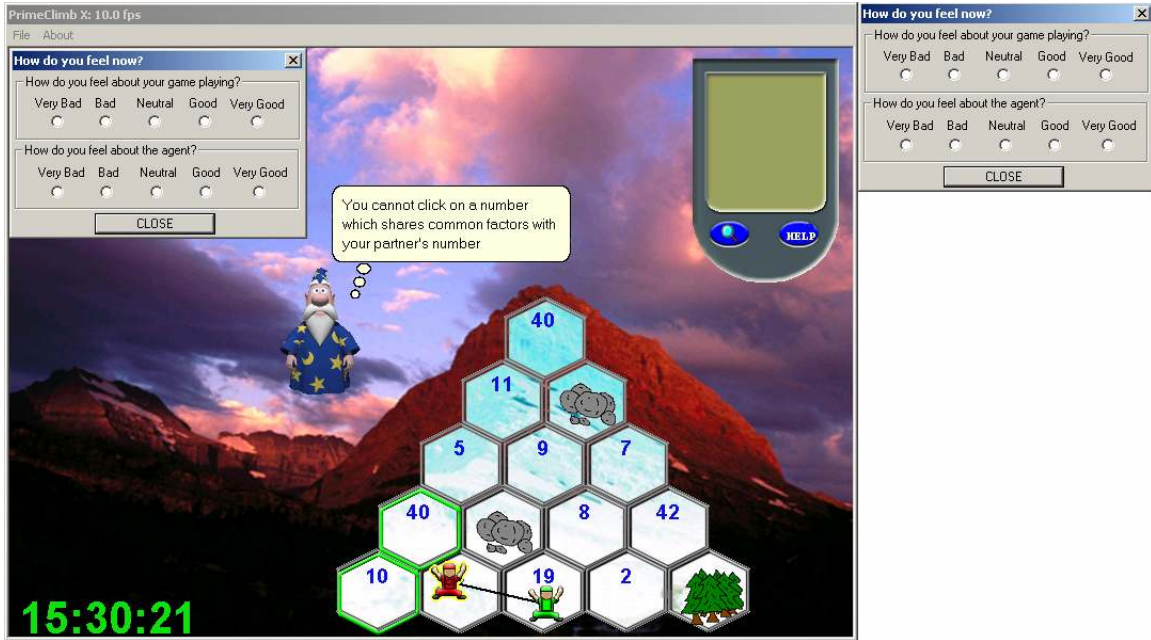 PrimeClimb X: 10.0 fps
File About
How do you feel now?
How do you feel about your game playing?
Very Bad Bad Neutral Good Very Good
How do you feel about the agent?
Very Bad Bad Neutral Good Very Good
CLOSE
You cannot click on a number
which shares common factors with
your partner's number
HELP
40
11
5 9 7
40 8 42
10 19 2
15:30:21
How do you feel now?
How do you feel about your game playing?
Very Bad Bad Neutral Good Very Good
How do you feel about the agent?
Very Bad Bad Neutral Good Very Good
CLOSE